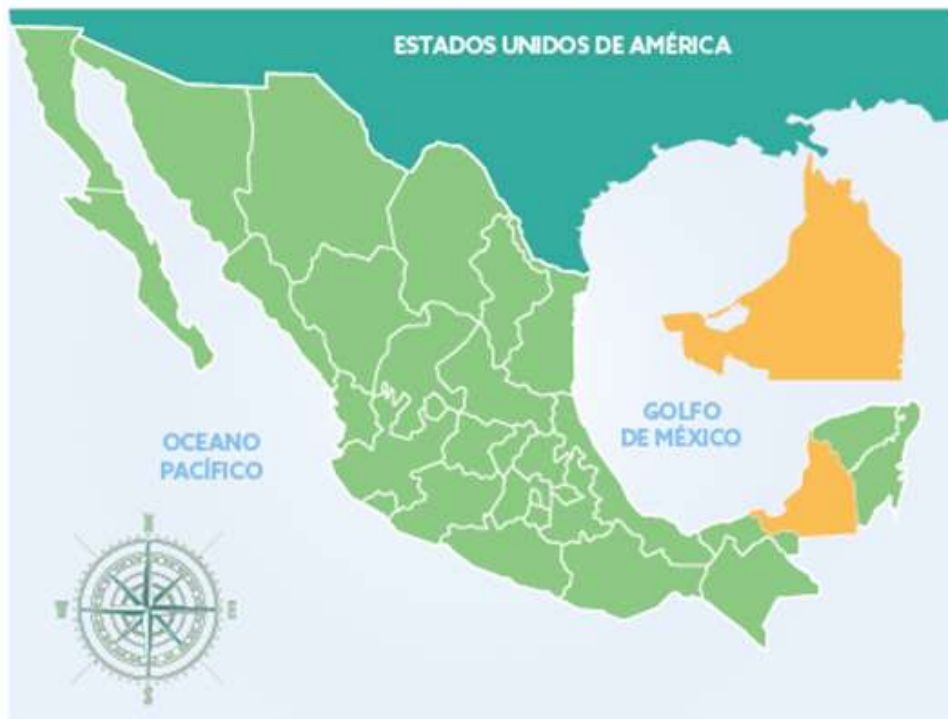 ESTADOS UNIDOS DE AMÉRICA
GOLFO
DE MÉXICO
OCEANO
PACÍFICO
N
S